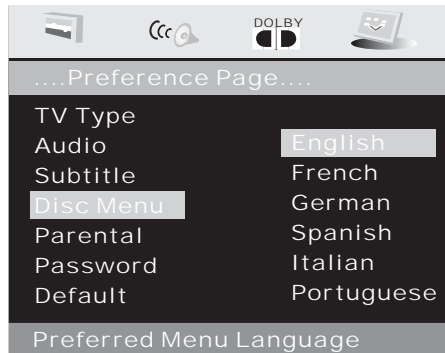 DOLBY
....Preference Page....
TV Type
Audio
Subtitle
Disc Menu
Parental
Password
Default
English
French
German
Spanish
Italian
Portuguese
Preferred Menu Language